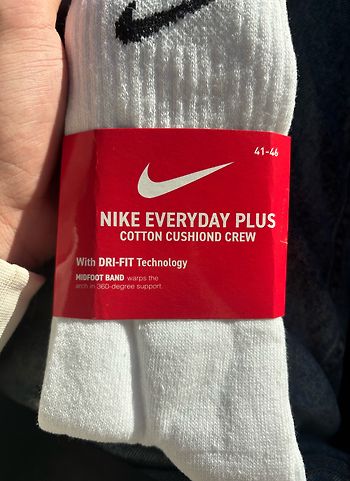 41-46
NIKE EVERYDAY PLUS
COTTON CUSHIOND CREW
With DRI-FIT Technology
MIDFOOT BAND warps the
arch in 360-degree support.